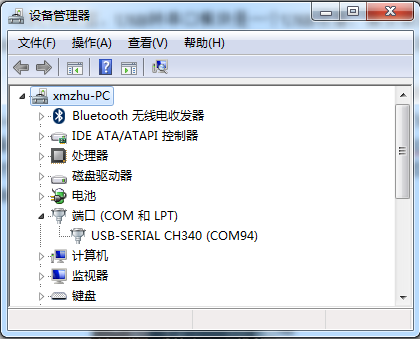 设备管理器
文件(F) 操作(A) 查看(V) 帮助(H)
xmzhu-PC
Bluetooth 无线电收发器
IDE ATA/ATAPI 控制器
处理器
磁盘驱动器
电池
端口 (COM 和 LPT)
USB-SERIAL CH340 (COM94)
计算机
监视器
键盘